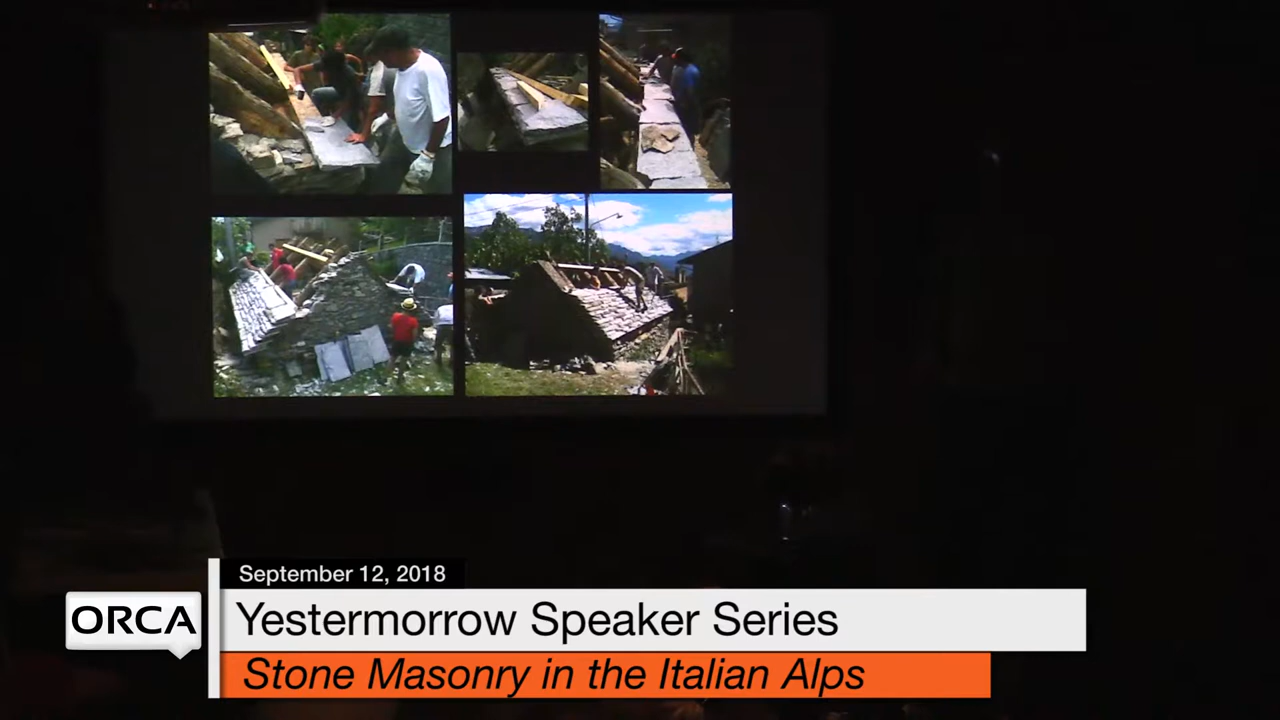 September 12, 2018
ORCA
Yestermorrow Speaker Series
Stone Masonry in the Italian Alps